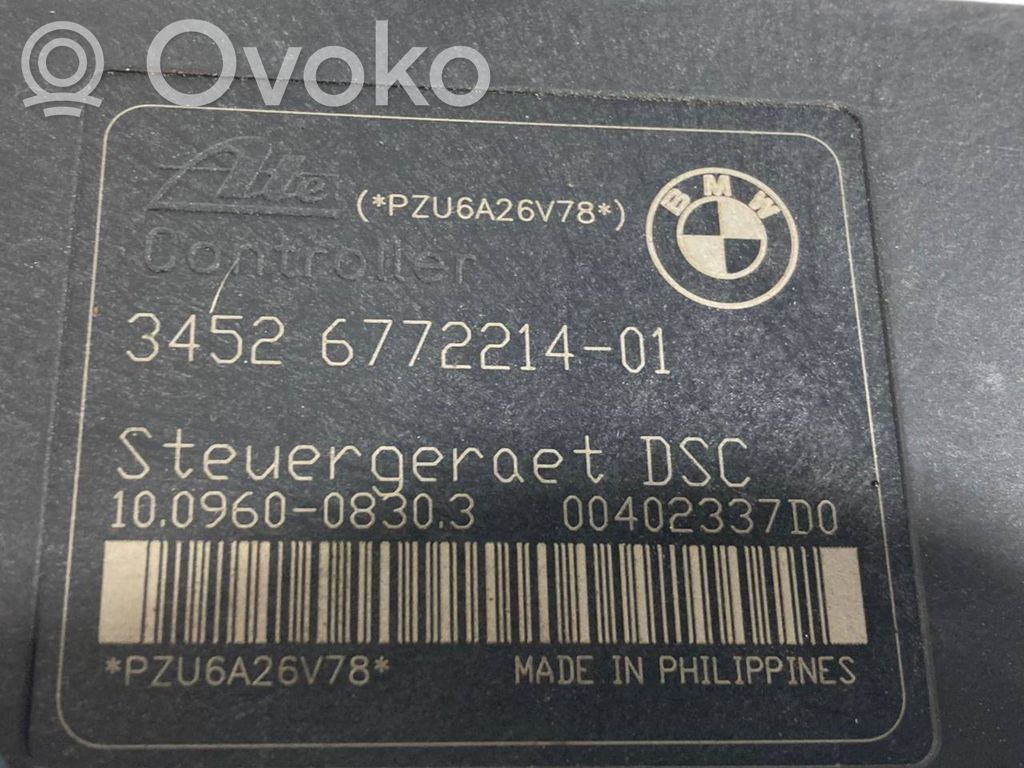 Ovoko
Ate
(*PZU6A26V78*)
BMW
Controller
3452 6772214-01
Steuergeraet DSC
10.0960-0830.3 00402337D0
*PZU6A26V78* MADE IN PHILIPPINES